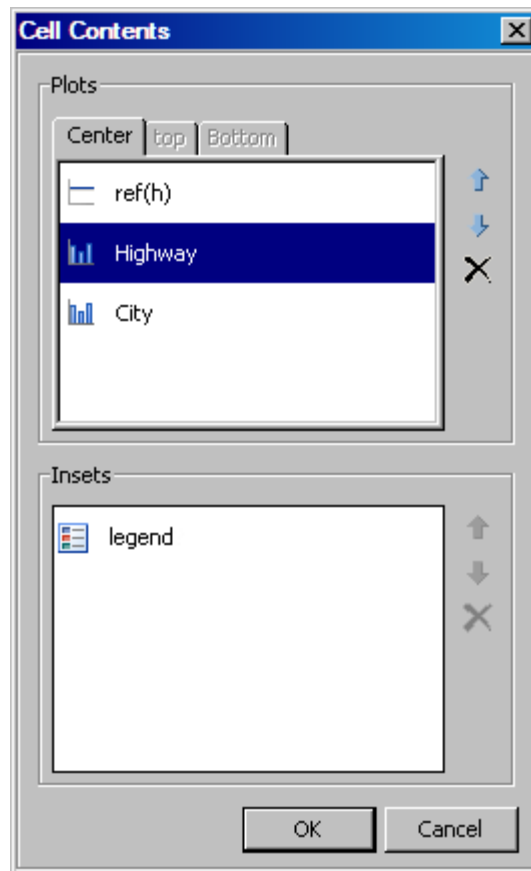 Cell Contents
Plots
Center top Bottom
ref(h)
Highway
City
Insets
legend
OK Cancel